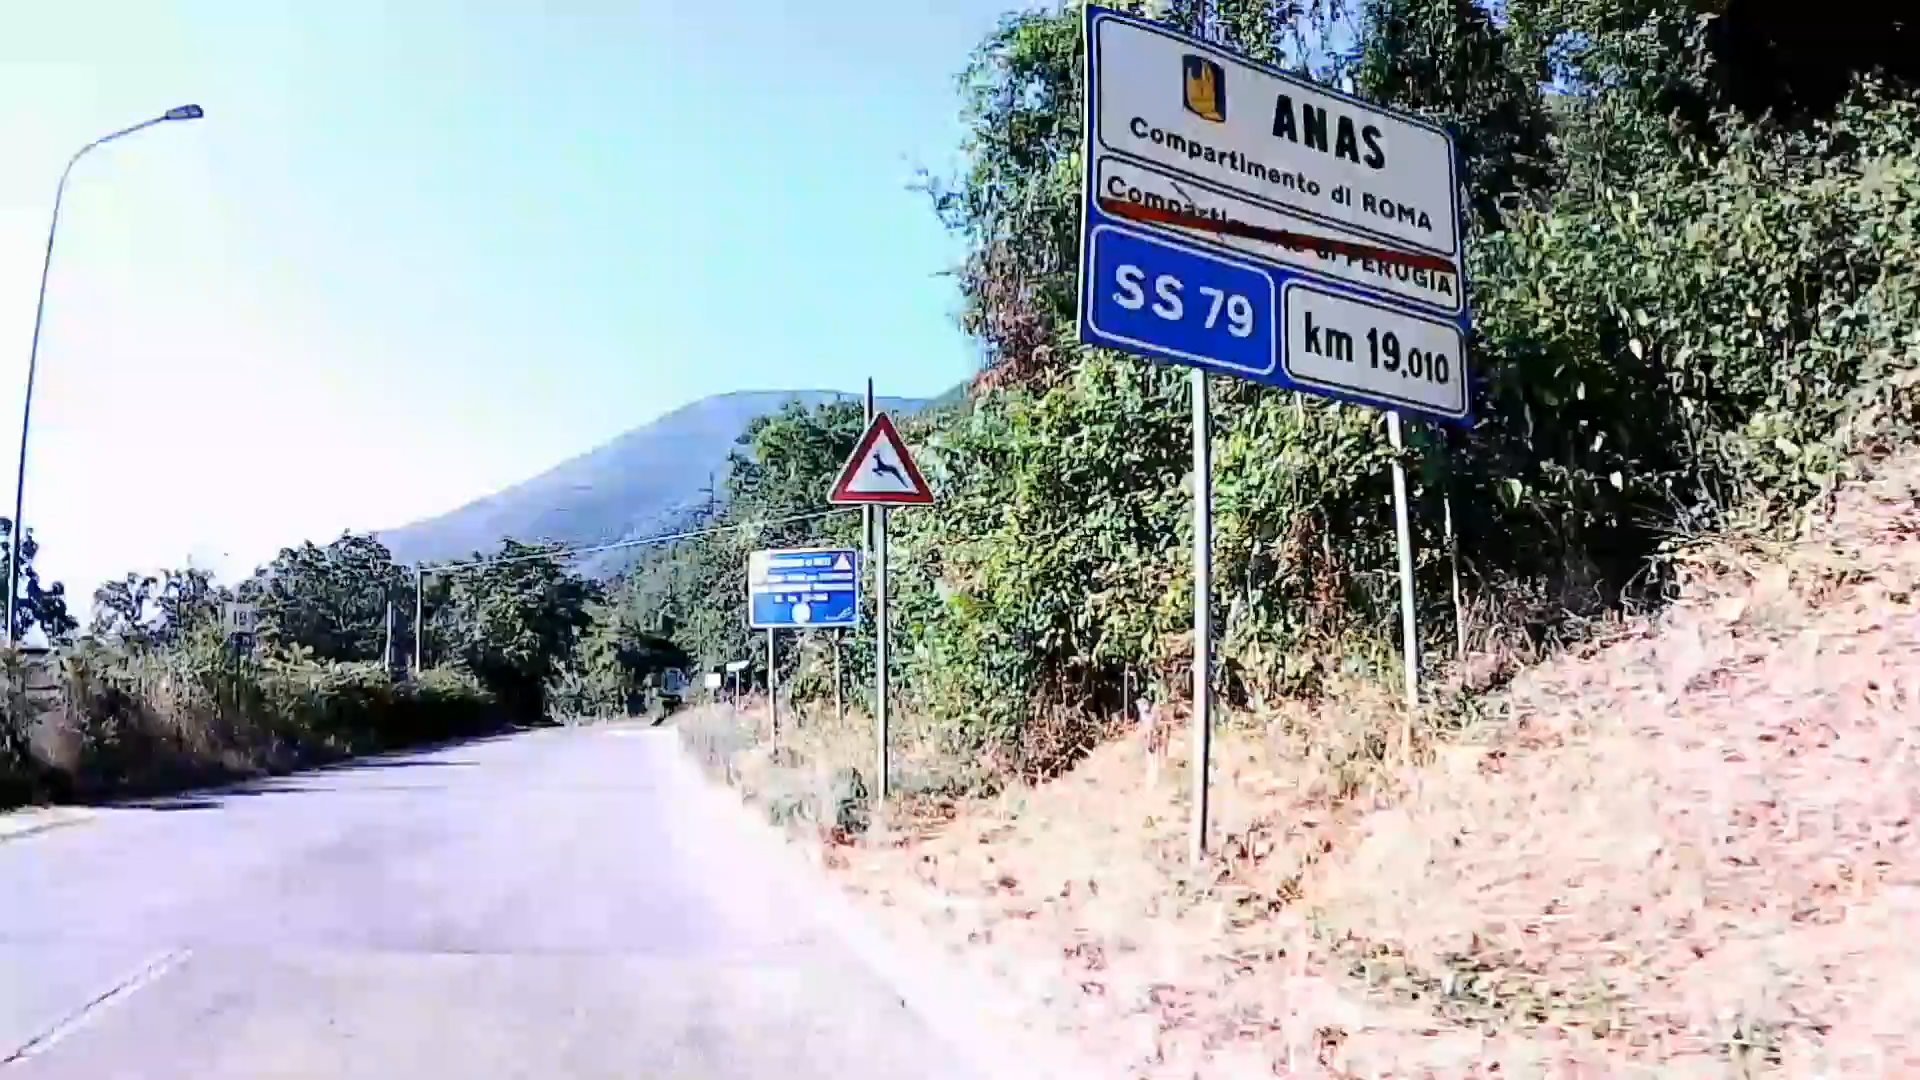 ANAS
Compartimento di ROMA
Compartimento di PERUGIA
SS 79
km 19,010